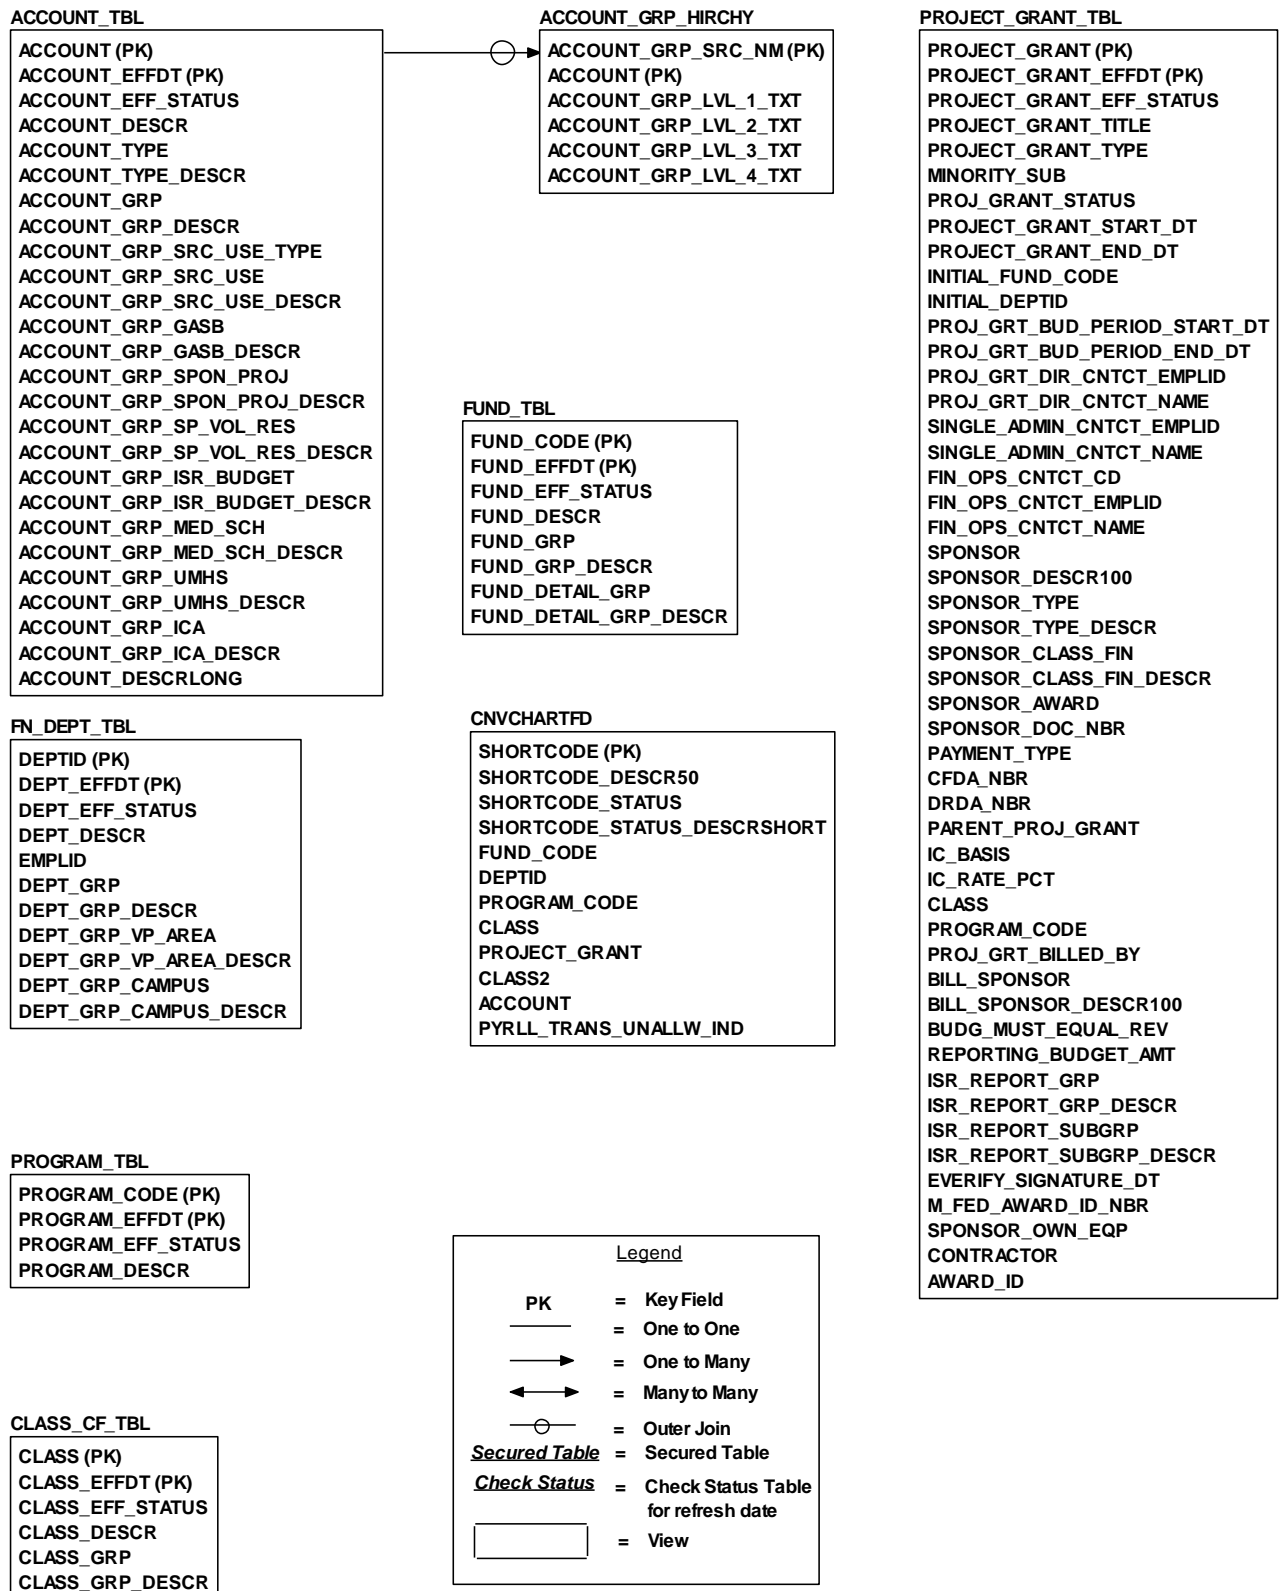 ACCOUNT_TBL
ACCOUNT (PK)
ACCOUNT_EFFDT (PK)
ACCOUNT_EFF_STATUS
ACCOUNT_DESCR
ACCOUNT_TYPE
ACCOUNT_TYPE_DESCR
ACCOUNT_GRP
ACCOUNT_GRP_DESCR
ACCOUNT_GRP_SRC_USE_TYPE
ACCOUNT_GRP_SRC_USE
ACCOUNT_GRP_SRC_USE_DESCR
ACCOUNT_GRP_GASB
ACCOUNT_GRP_GASB_DESCR
ACCOUNT_GRP_SPON_PROJ
ACCOUNT_GRP_SPON_PROJ_DESCR
ACCOUNT_GRP_SP_VOL_RES
ACCOUNT_GRP_SP_VOL_RES_DESCR
ACCOUNT_GRP_ISR_BUDGET
ACCOUNT_GRP_ISR_BUDGET_DESCR
ACCOUNT_GRP_MED_SCH
ACCOUNT_GRP_MED_SCH_DESCR
ACCOUNT_GRP_UMHS
ACCOUNT_GRP_UMHS_DESCR
ACCOUNT_GRP_ICA
ACCOUNT_GRP_ICA_DESCR
ACCOUNT_DESCRLONG
FN_DEPT_TBL
DEPTID (PK)
DEPT_EFFDT (PK)
DEPT_EFF_STATUS
DEPT_DESCR
EMPLID
DEPT_GRP
DEPT_GRP_DESCR
DEPT_GRP_VP_AREA
DEPT_GRP_VP_AREA_DESCR
DEPT_GRP_CAMPUS
DEPT_GRP_CAMPUS_DESCR
PROGRAM_TBL
PROGRAM_CODE (PK)
PROGRAM_EFFDT (PK)
PROGRAM_EFF_STATUS
PROGRAM_DESCR
CLASS_CF_TBL
CLASS (PK)
CLASS_EFFDT (PK)
CLASS_EFF_STATUS
CLASS_DESCR
CLASS_GRP
CLASS_GRP_DESCR
ACCOUNT_GRP_HIRCHY
ACCOUNT_GRP_SRC_NM (PK)
ACCOUNT (PK)
ACCOUNT_GRP_LVL_1_TXT
ACCOUNT_GRP_LVL_2_TXT
ACCOUNT_GRP_LVL_3_TXT
ACCOUNT_GRP_LVL_4_TXT
FUND_TBL
FUND_CODE (PK)
FUND_EFFDT (PK)
FUND_EFF_STATUS
FUND_DESCR
FUND_GRP
FUND_GRP_DESCR
FUND_DETAIL_GRP
FUND_DETAIL_GRP_DESCR
CNVCHARTFD
SHORTCODE (PK)
SHORTCODE_DESCR50
SHORTCODE_STATUS
SHORTCODE_STATUS_DESCRSHORT
FUND_CODE
DEPTID
PROGRAM_CODE
CLASS
PROJECT_GRANT
CLASS2
ACCOUNT
PYRLL_TRANS_UNALLW_IND
Legend
PK = Key Field
= One to One
= One to Many
= Many to Many
= Outer Join
Secured Table = Secured Table
Check Status = Check Status Table
for refresh date
= View
PROJECT_GRANT_TBL
PROJECT_GRANT (PK)
PROJECT_GRANT_EFFDT (PK)
PROJECT_GRANT_EFF_STATUS
PROJECT_GRANT_TITLE
PROJECT_GRANT_TYPE
MINORITY_SUB
PROJ_GRANT_STATUS
PROJECT_GRANT_START_DT
PROJECT_GRANT_END_DT
INITIAL_FUND_CODE
INITIAL_DEPTID
PROJ_GRT_BUD_PERIOD_START_DT
PROJ_GRT_BUD_PERIOD_END_DT
PROJ_GRT_DIR_CNTCT_EMPLID
PROJ_GRT_DIR_CNTCT_NAME
SINGLE_ADMIN_CNTCT_EMPLID
SINGLE_ADMIN_CNTCT_NAME
FIN_OPS_CNTCT_CD
FIN_OPS_CNTCT_EMPLID
FIN_OPS_CNTCT_NAME
SPONSOR
SPONSOR_DESCR100
SPONSOR_TYPE
SPONSOR_TYPE_DESCR
SPONSOR_CLASS_FIN
SPONSOR_CLASS_FIN_DESCR
SPONSOR_AWARD
SPONSOR_DOC_NBR
PAYMENT_TYPE
CFDA_NBR
DRDA_NBR
PARENT_PROJ_GRANT
IC_BASIS
IC_RATE_PCT
CLASS
PROGRAM_CODE
PROJ_GRT_BILLED_BY
BILL_SPONSOR
BILL_SPONSOR_DESCR100
BUDG_MUST_EQUAL_REV
REPORTING_BUDGET_AMT
ISR_REPORT_GRP
ISR_REPORT_GRP_DESCR
ISR_REPORT_SUBGRP
ISR_REPORT_SUBGRP_DESCR
EVERIFY_SIGNATURE_DT
M_FED_AWARD_ID_NBR
SPONSOR_OWN_EQP
CONTRACTOR
AWARD_ID